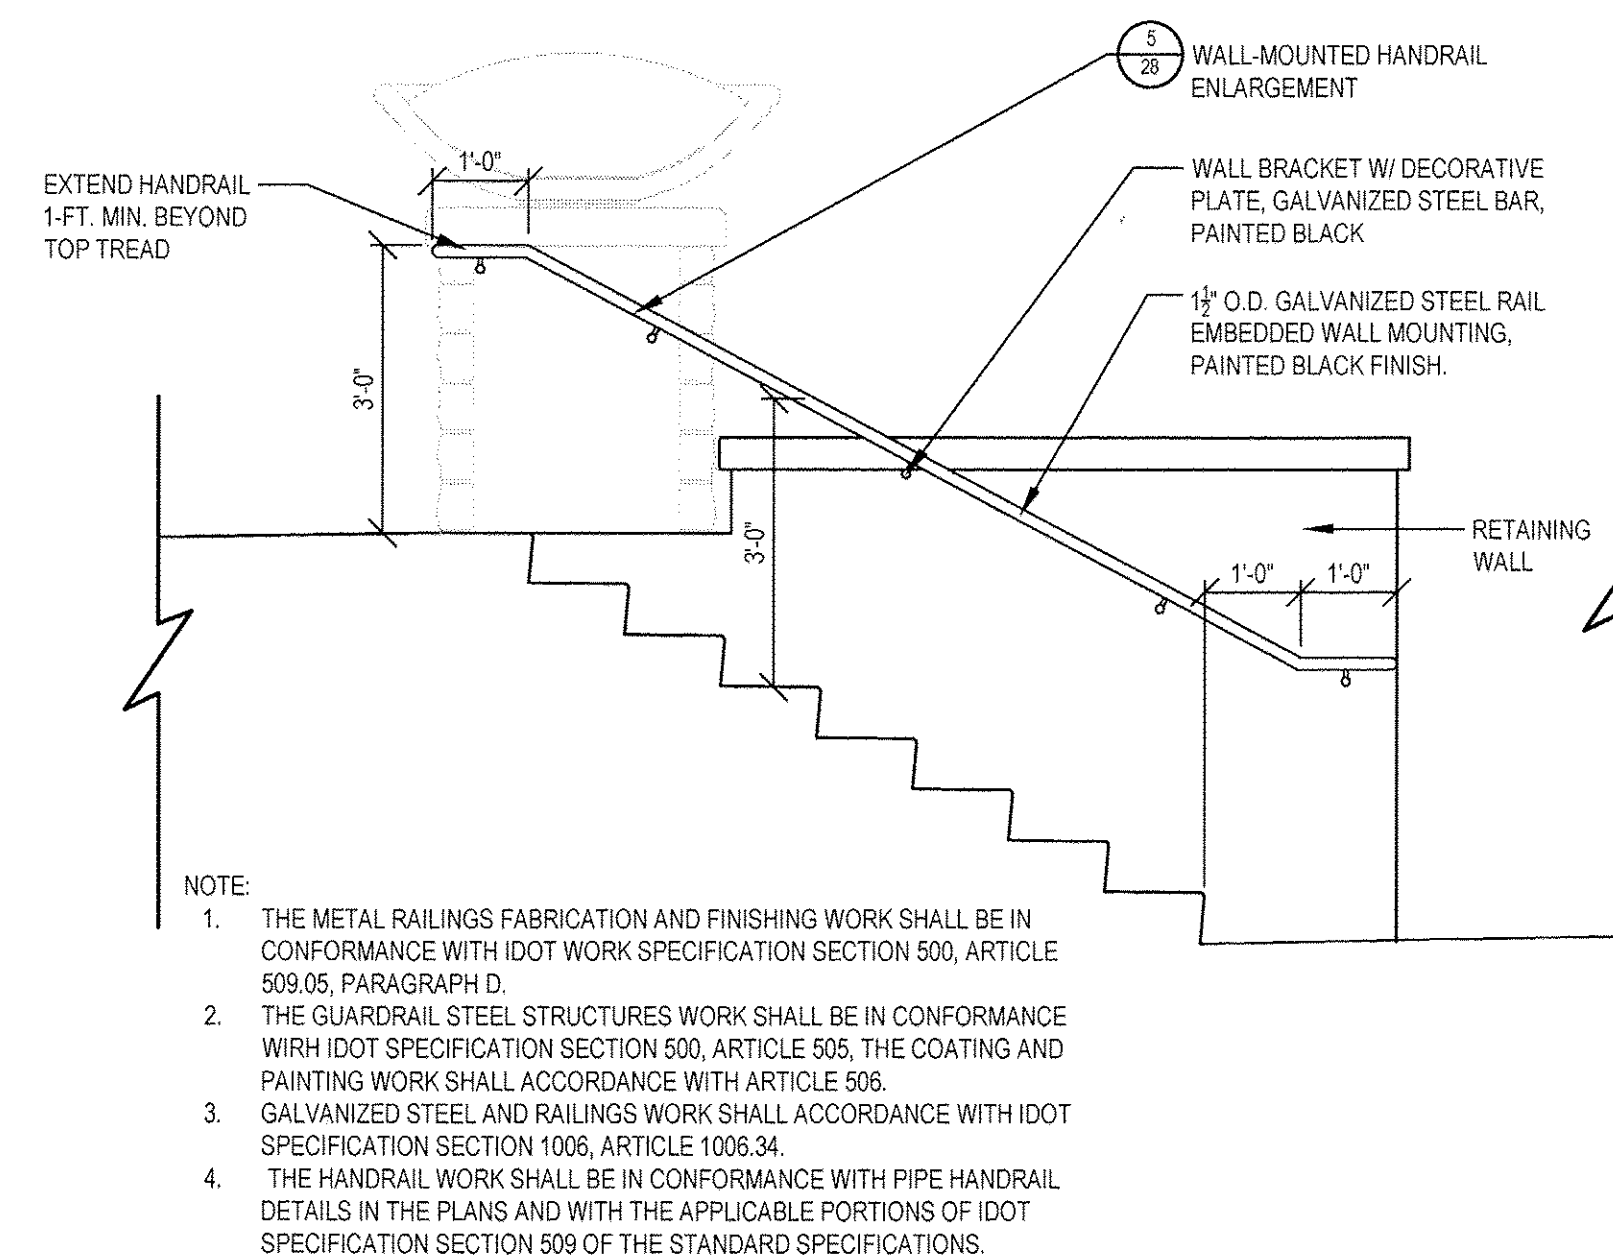 5
28
WALL-MOUNTED HANDRAIL
ENLARGEMENT
1'-0"
EXTEND HANDRAIL
1-FT. MIN. BEYOND
TOP TREAD
WALL BRACKET W/ DECORATIVE
PLATE, GALVANIZED STEEL BAR,
PAINTED BLACK
1½" O.D. GALVANIZED STEEL RAIL
EMBEDDED WALL MOUNTING,
PAINTED BLACK FINISH.
3'-0"
3'-0"
RETAINING
WALL
1'-0" 1'-0"
NOTE:
1. THE METAL RAILINGS FABRICATION AND FINISHING WORK SHALL BE IN
CONFORMANCE WITH IDOT WORK SPECIFICATION SECTION 500, ARTICLE
509.05, PARAGRAPH D.
2. THE GUARDRAIL STEEL STRUCTURES WORK SHALL BE IN CONFORMANCE
WIRH IDOT SPECIFICATION SECTION 500, ARTICLE 505, THE COATING AND
PAINTING WORK SHALL ACCORDANCE WITH ARTICLE 506.
3. GALVANIZED STEEL AND RAILINGS WORK SHALL ACCORDANCE WITH IDOT
SPECIFICATION SECTION 1006, ARTICLE 1006.34.
4. THE HANDRAIL WORK SHALL BE IN CONFORMANCE WITH PIPE HANDRAIL
DETAILS IN THE PLANS AND WITH THE APPLICABLE PORTIONS OF IDOT
SPECIFICATION SECTION 509 OF THE STANDARD SPECIFICATIONS.